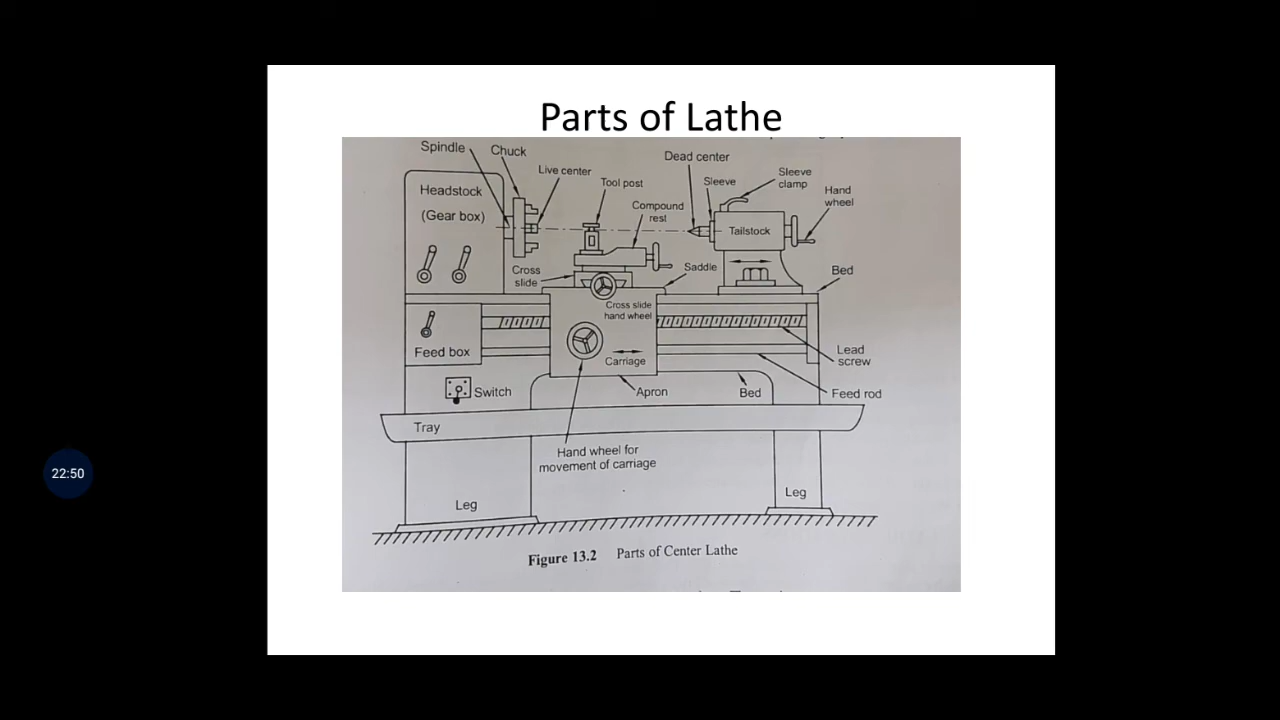 Parts of Lathe
Spindle
Chuck
Live center
Tool post
Compound
rest
Dead center
Sleeve
Sleeve
clamp
Hand
wheel
Headstock
(Gear box)
Tailstock
Cross
slide
Saddle
Bed
Cross slide
hand wheel
Feed box
Carriage
Lead
screw
Switch
Apron
Bed
Feed rod
Tray
Hand wheel for
movement of carriage
Leg
Leg
Figure 13.2 Parts of Center Lathe
22:50